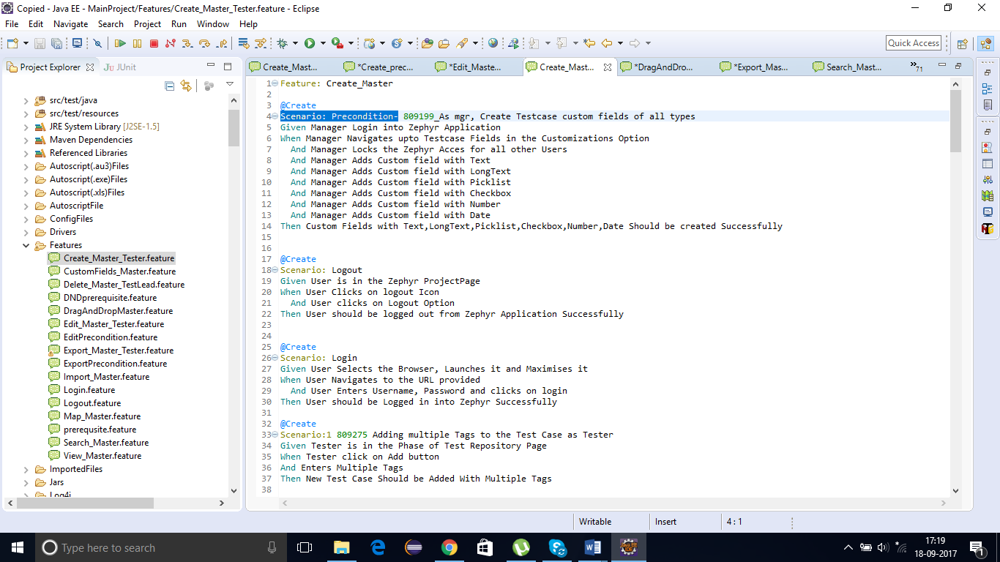 Copied - Java EE - MainProject/Features/Create_Master_Tester.feature - Eclipse
File Edit Navigate Search Project Run Window Help
Quick Access
Project Explorer JUnit
Create_Mast... *Create_prec... *Edit_Maste... Create_Mast... *DragAndDro... *Export_Mas... Search_Mast... »71
src/test/java
src/test/resources
JRE System Library [J2SE-1.5]
Maven Dependencies
Referenced Libraries
Autoscript(.au3)Files
Autoscript(.exe)Files
Autoscript(.xls)Files
AutoscriptFile
ConfigFiles
Drivers
Features
Create_Master_Tester.feature
CustomFields_Master.feature
Delete_Master_TestLead.feature
DNDprerequisite.feature
DragAndDropMaster.feature
Edit_Master_Tester.feature
EditPrecondition.feature
Export_Master_Tester.feature
ExportPrecondition.feature
Import_Master.feature
Login.feature
Logout.feature
Map_Master.feature
prerequsite.feature
Search_Master.feature
View_Master.feature
ImportedFiles
Jars
Log4j
1 Feature: Create_Master
2
3 @Create
4 Scenario: Precondition- 809199_As mgr, Create Testcase custom fields of all types
5 Given Manager Login into Zephyr Application
6 When Manager Navigates upto Testcase Fields in the Customizations Option
7 And Manager Locks the Zephyr Acces for all other Users
8 And Manager Adds Custom field with Text
9 And Manager Adds Custom field with LongText
10 And Manager Adds Custom field with Picklist
11 And Manager Adds Custom field with Checkbox
12 And Manager Adds Custom field with Number
13 And Manager Adds Custom field with Date
14 Then Custom Fields with Text,LongText,Picklist,Checkbox,Number,Date Should be created Successfully
15
16
17 @Create
18 Scenario: Logout
19 Given User is in the Zephyr ProjectPage
20 When User Clicks on logout Icon
21 And User clicks on Logout Option
22 Then User should be logged out from Zephyr Application Successfully
23
24
25 @Create
26 Scenario: Login
27 Given User Selects the Browser, Launches it and Maximises it
28 When User Navigates to the URL provided
29 And User Enters Username, Password and clicks on login
30 Then User should be Logged in into Zephyr Successfully
31
32 @Create
33 Scenario:1 809275 Adding multiple Tags to the Test Case as Tester
34 Given Tester is in the Phase of Test Repository Page
35 When Tester click on Add button
36 And Enters Multiple Tags
37 Then New Test Case Should be Added With Multiple Tags
38
Writable Insert 4 : 1
Type here to search
17:19
18-09-2017
1